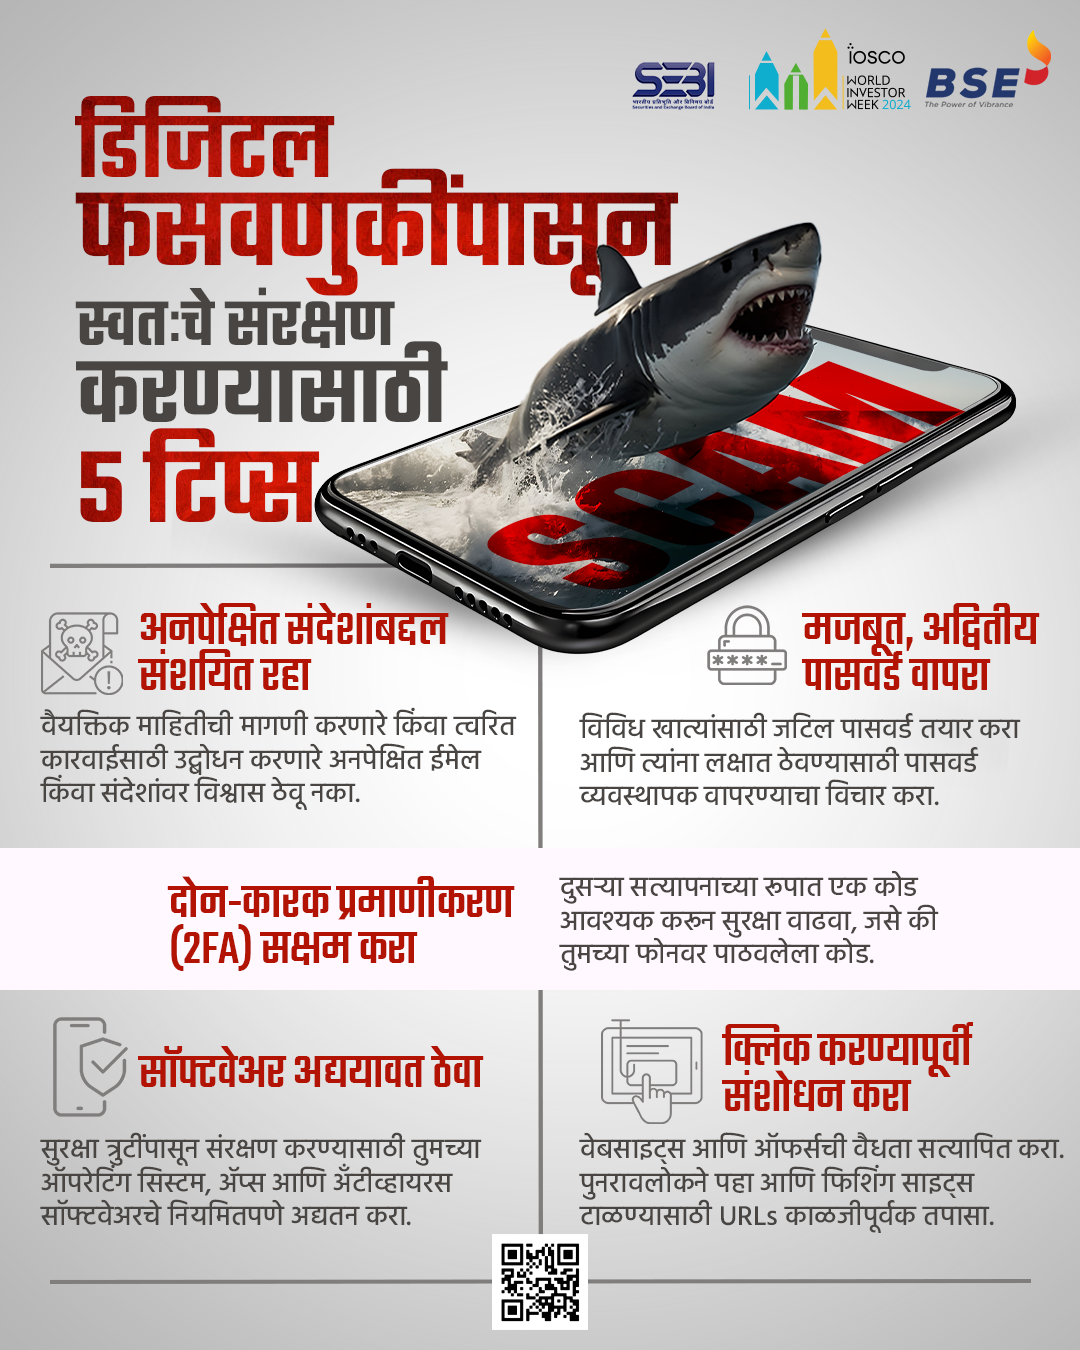 SEBI
भारतीय प्रतिभूति और विनिमय बोर्ड
Securities and Exchange Board of India
IOSCO
WORLD
INVESTOR
WEEK 2024
BSE
The Power of Vibrance
डिजिटल
फसवणुकींपासून
स्वतःचे संरक्षण
करण्यासाठी
5 टिप्स
SCAM
अनपेक्षित संदेशांबद्दल
संशयित रहा
वैयक्तिक माहितीची मागणी करणारे किंवा त्वरित
कारवाईसाठी उद्बोधन करणारे अनपेक्षित ईमेल
किंवा संदेशांवर विश्वास ठेवू नका.
मजबूत, अद्वितीय
पासवर्ड वापरा
विविध खात्यांसाठी जटिल पासवर्ड तयार करा
आणि त्यांना लक्षात ठेवण्यासाठी पासवर्ड
व्यवस्थापक वापरण्याचा विचार करा.
दोन-कारक प्रमाणीकरण
(2FA) सक्षम करा
दुसऱ्या सत्यापनाच्या रूपात एक कोड
आवश्यक करून सुरक्षा वाढवा, जसे की
तुमच्या फोनवर पाठवलेला कोड.
सॉफ्टवेअर अद्ययावत ठेवा
सुरक्षा त्रुटींपासून संरक्षण करण्यासाठी तुमच्या
ऑपरेटिंग सिस्टम, ॲप्स आणि अँटीव्हायरस
सॉफ्टवेअरचे नियमितपणे अद्यतन करा.
क्लिक करण्यापूर्वी
संशोधन करा
वेबसाइट्स आणि ऑफर्सची वैधता सत्यापित करा.
पुनरावलोकने पहा आणि फिशिंग साइट्स
टाळण्यासाठी URLs काळजीपूर्वक तपासा.